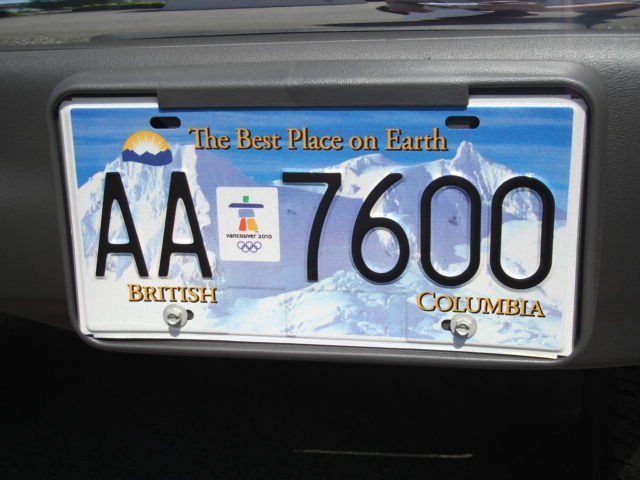 The Best Place on Earth
AA 7600
vancouver 2010
BRITISH COLUMBIA